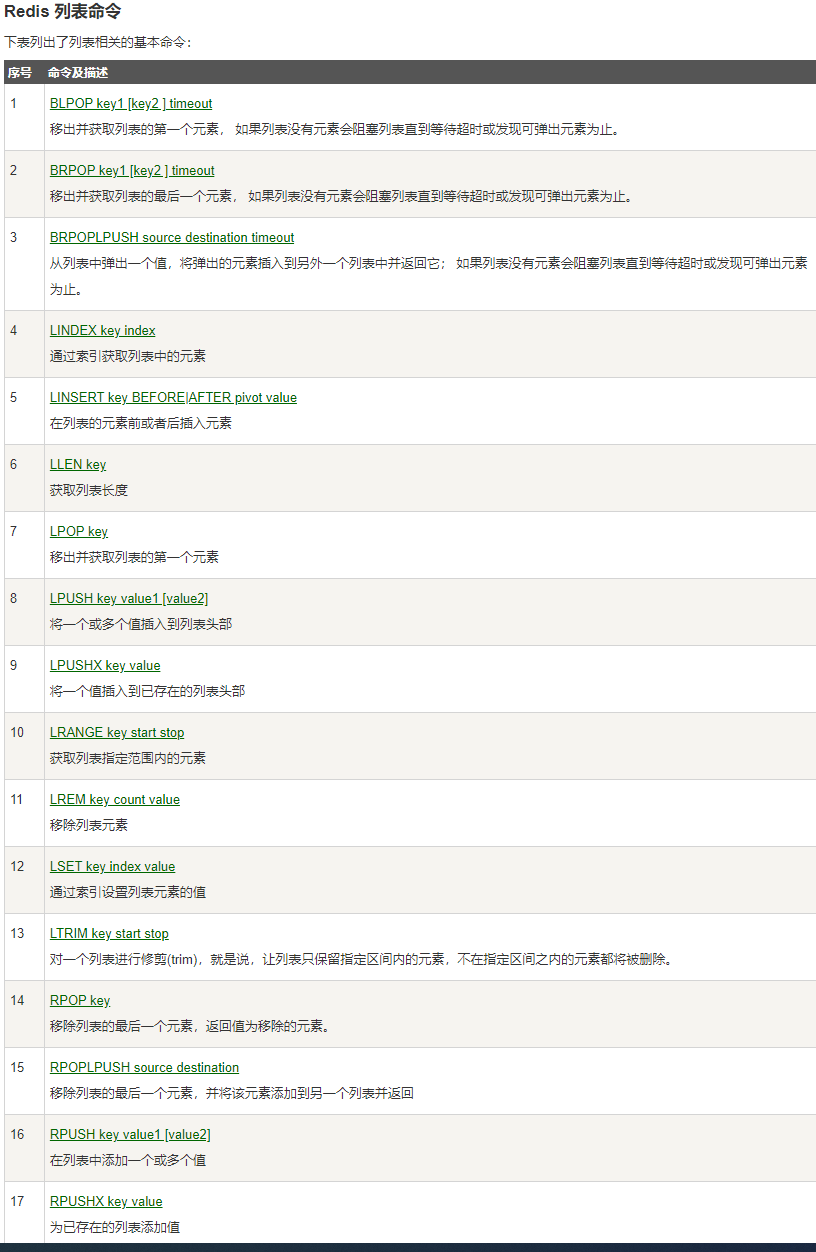 Redis 列表命令
下表列出了列表相关的基本命令：
序号 命令及描述
1 BLPOP key1 [key2 ] timeout
移出并获取列表的第一个元素， 如果列表没有元素会阻塞列表直到等待超时或发现可弹出元素为止。
2 BRPOP key1 [key2 ] timeout
移出并获取列表的最后一个元素， 如果列表没有元素会阻塞列表直到等待超时或发现可弹出元素为止。
3 BRPOPLPUSH source destination timeout
从列表中弹出一个值，将弹出的元素插入到另外一个列表中并返回它； 如果列表没有元素会阻塞列表直到等待超时或发现可弹出元素
为止。
4 LINDEX key index
通过索引获取列表中的元素
5 LINSERT key BEFORE|AFTER pivot value
在列表的元素前或者后插入元素
6 LLEN key
获取列表长度
7 LPOP key
移出并获取列表的第一个元素
8 LPUSH key value1 [value2]
将一个或多个值插入到列表头部
9 LPUSHX key value
将一个值插入到已存在的列表头部
10 LRANGE key start stop
获取列表指定范围内的元素
11 LREM key count value
移除列表元素
12 LSET key index value
通过索引设置列表元素的值
13 LTRIM key start stop
对一个列表进行修剪(trim)，就是说，让列表只保留指定区间内的元素，不在指定区间之内的元素都将被删除。
14 RPOP key
移除列表的最后一个元素，返回值为移除的元素。
15 RPOPLPUSH source destination
移除列表的最后一个元素，并将该元素添加到另一个列表并返回
16 RPUSH key value1 [value2]
在列表中添加一个或多个值
17 RPUSHX key value
为已存在的列表添加值